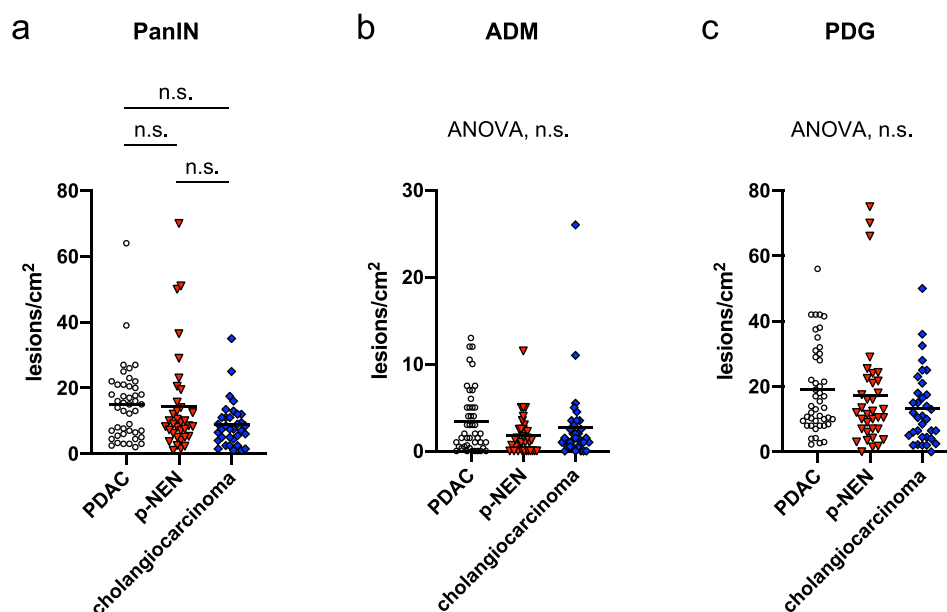 a PanIN
n.s.
n.s.
n.s.
80
60
40
20
0
lesions/cm²
PDAC
p-NEN
cholangiocarcinoma
b ADM
ANOVA, n.s.
30
20
10
0
lesions/cm²
PDAC
p-NEN
cholangiocarcinoma
c PDG
ANOVA, n.s.
80
60
40
20
0
lesions/cm²
PDAC
p-NEN
cholangiocarcinoma